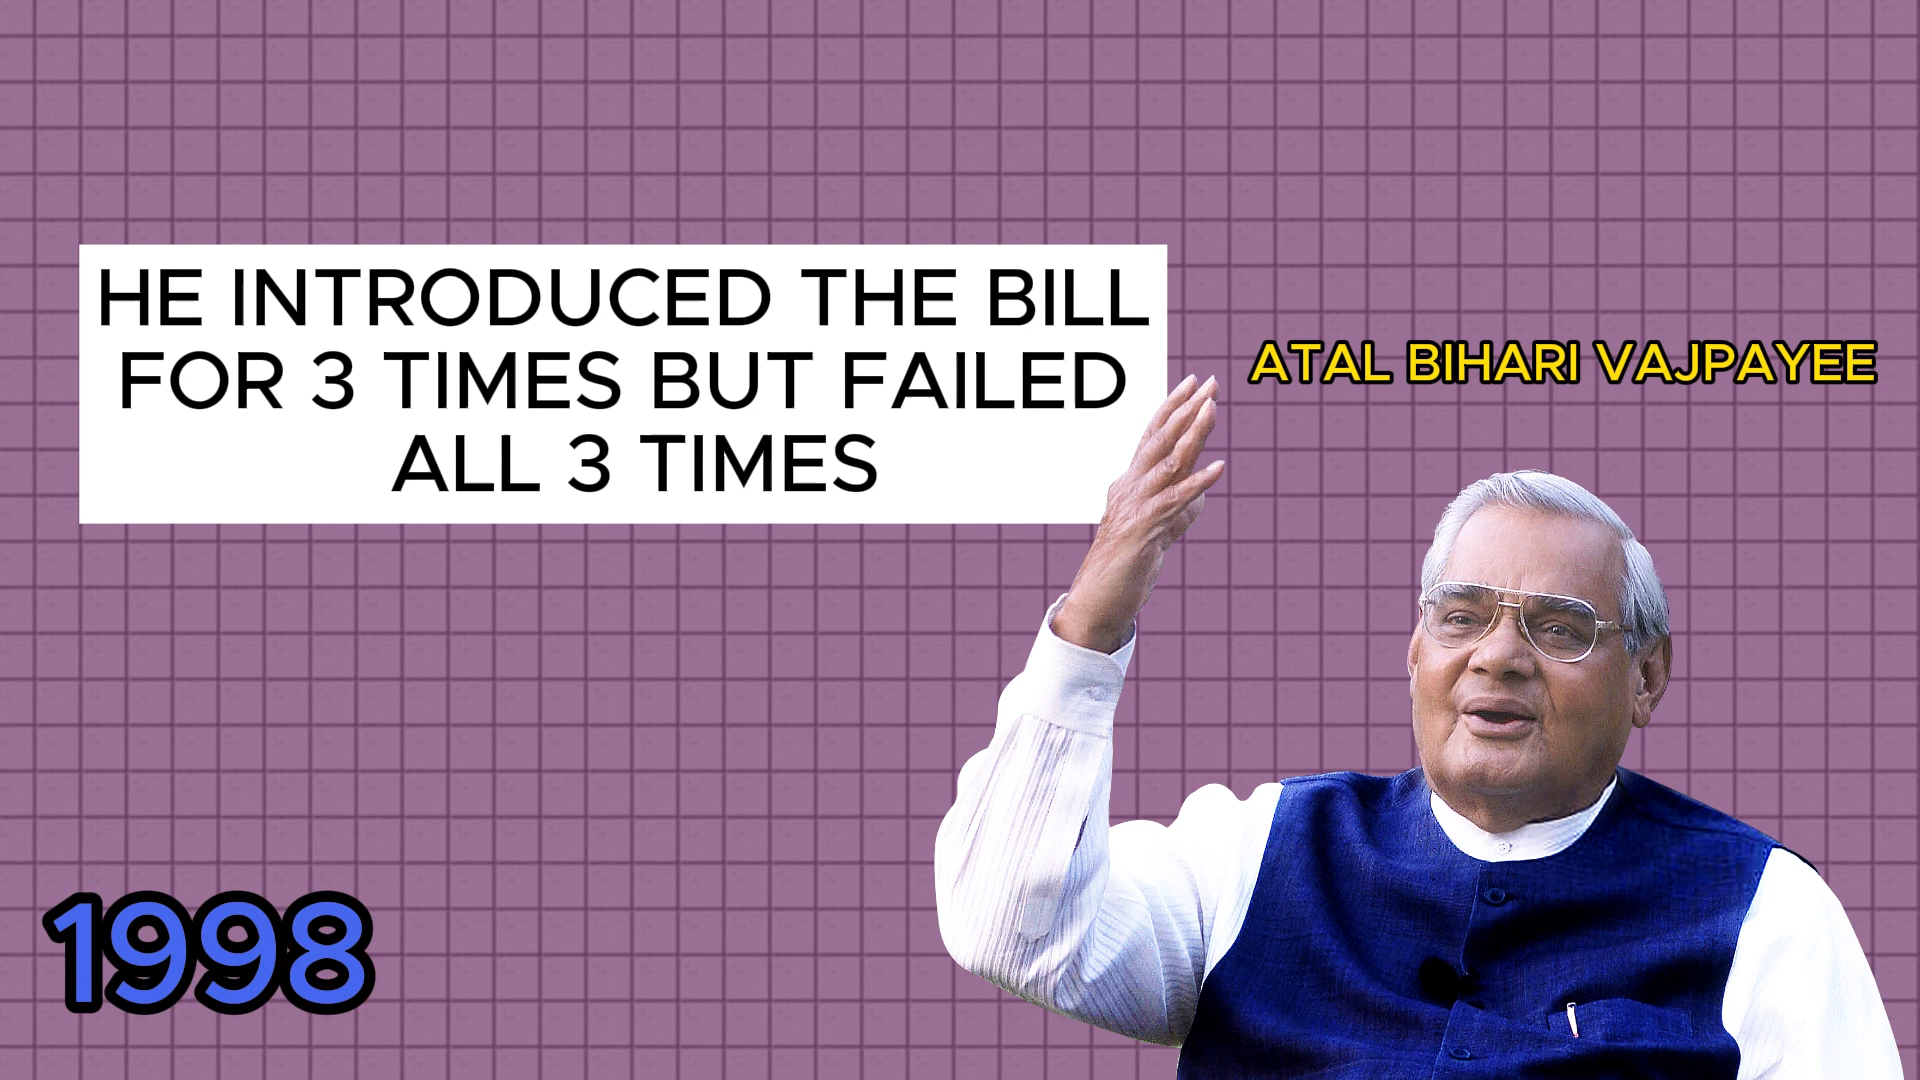 HE INTRODUCED THE BILL
FOR 3 TIMES BUT FAILED
ALL 3 TIMES
ATAL BIHARI VAJPAYEE
1998